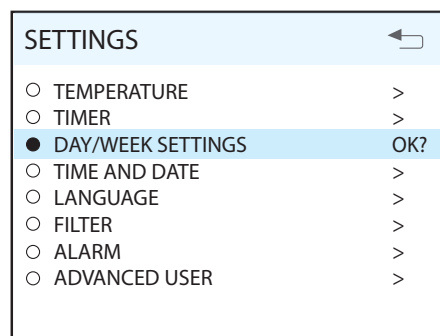 SETTINGS
TEMPERATURE >
TIMER >
DAY/WEEK SETTINGS OK?
TIME AND DATE >
LANGUAGE >
FILTER >
ALARM >
ADVANCED USER >